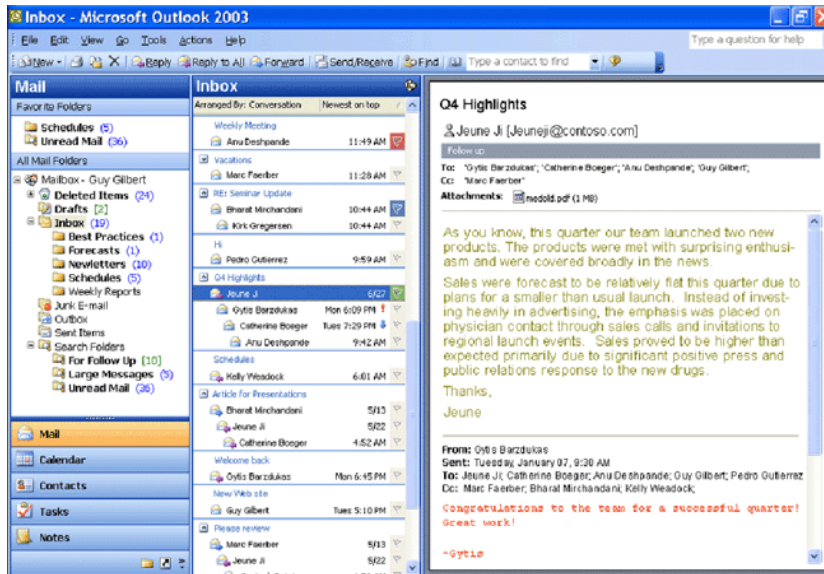 Inbox - Microsoft Outlook 2003
File Edit View Go Tools Actions Help
Type a question for help
New Reply Reply to All Forward Send/Receive Find Type a contact to find
Mail
Favorite Folders
Schedules (5)
Unread Mail (36)
All Mail Folders
Mailbox - Guy Gilbert
Deleted Items (24)
Drafts [2]
Inbox (19)
Best Practices (1)
Forecasts (1)
Newletters (10)
Schedules (5)
Weekly Reports
Junk E-mail
Outbox
Sent Items
Search Folders
For Follow Up [10]
Large Messages (5)
Unread Mail (36)
Mail
Calendar
Contacts
Tasks
Notes
Inbox
Arranged By: Conversation Newest on top
Weekly Meeting
Anu Deshpande 11:49 AM
Vacations
Marc Faerber 11:28 AM
RE: Seminar Update
Bharat Mirchandani 10:44 AM
Kirk Gregersen 10:44 AM
Hi
Pedro Gutierrez 9:59 AM
Q4 Highlights
Jeune Ji 6/27
Gytis Barzdukas Mon 6:09 PM
Catherine Boeger Tues 7:29 PM
Anu Deshpande 9:42 AM
Schedules
Kelly Weadock 6:01 AM
Article for Presentations
Bharat Mirchandani 5/13
Jeune Ji 5/22
Catherine Boeger 4:52 AM
Welcome back
Gytis Barzdukas Mon 6:45 PM
New Web site
Guy Gilbert Tues 5:10 PM
Please review
Marc Faerber 5/13
Jeune Ji 5/22
Q4 Highlights
Jeune Ji [Jeuneji@contoso.com]
Folow up
To: 'Gytis Barzdukas'; 'Catherine Boeger'; 'Anu Deshpande'; 'Guy Gilbert';
Cc: 'Marc Faerber'
Attachments: medold.pdf (1 MB)
As you know, this quarter our team launched two new
products. The products were met with surprising enthusi-
asm and were covered broadly in the news.
Sales were forecast to be relatively flat this quarter due to
plans for a smaller than usual launch. Instead of invest-
ing heavily in advertising, the emphasis was placed on
physician contact through sales calls and invitations to
regional launch events. Sales proved to be higher than
expected primarily due to significant positive press and
public relations response to the new drugs.
Thanks,
Jeune
From: Gytis Barzdukas
Sent: Tuesday, January 07, 9:30 AM
To: Jeune Ji; Catherine Boeger; Anu Deshpande; Guy Gilbert; Pedro Gutierrez
Cc: Marc Faerber; Bharat Mirchandani; Kelly Weadock;
Congratulations to the team for a successful quarter!
Great work!
-Gytis